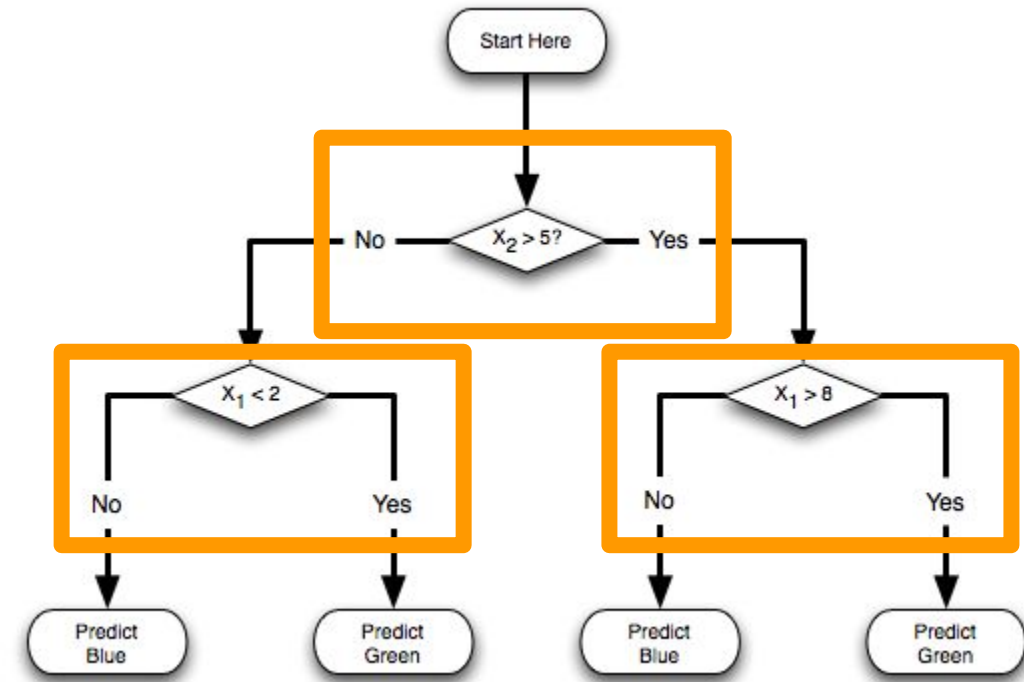 Start Here
No
X₂ > 5?
Yes
X₁ < 2
X₁ > 8
No
Yes
No
Yes
Predict
Blue
Predict
Green
Predict
Blue
Predict
Green